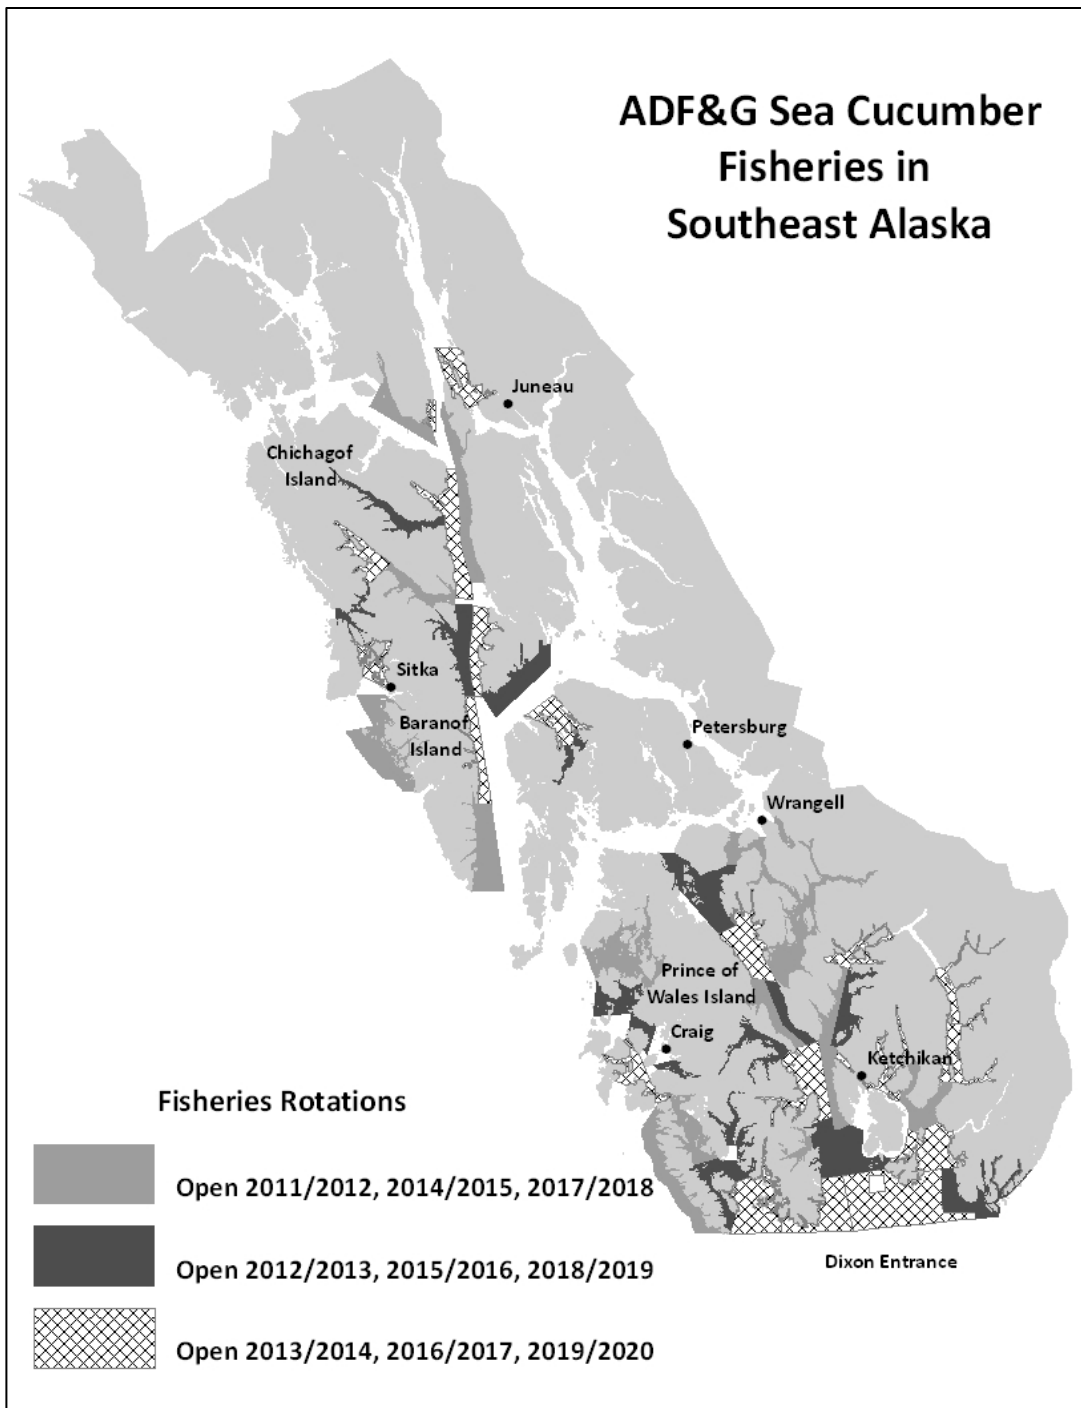 ADF&G Sea Cucumber
Fisheries in
Southeast Alaska
Juneau
Chichagof
Island
Sitka
Baranof
Island
Petersburg
Wrangell
Prince of
Wales Island
Craig
Ketchikan
Dixon Entrance
Fisheries Rotations
Open 2011/2012, 2014/2015, 2017/2018
Open 2012/2013, 2015/2016, 2018/2019
Open 2013/2014, 2016/2017, 2019/2020